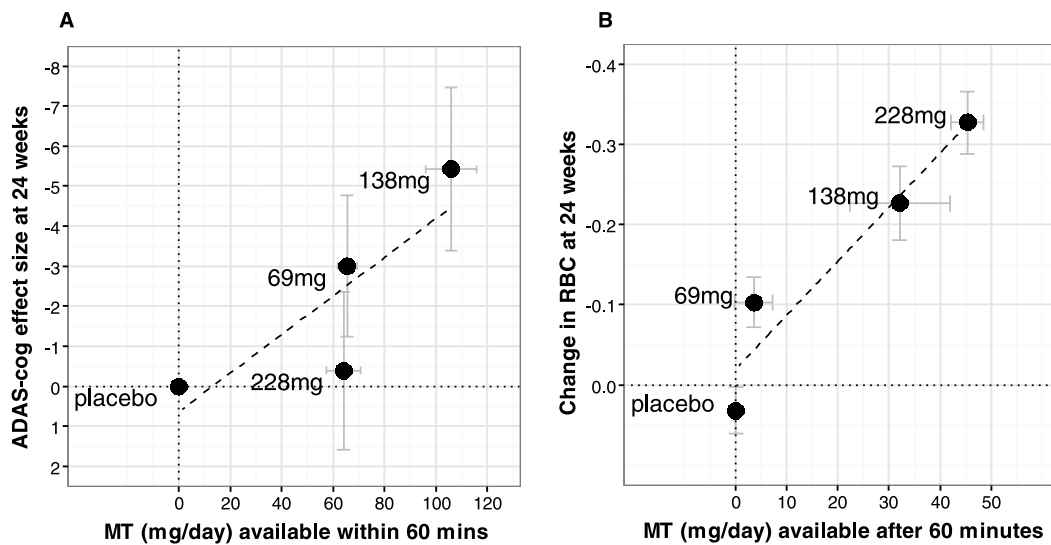 A
ADAS-cog effect size at 24 weeks
-8
-7
-6
-5
-4
-3
-2
-1
0
1
2
138mg
69mg
228mg
placebo
0 20 40 60 80 100 120
MT (mg/day) available within 60 mins
B
Change in RBC at 24 weeks
-0.4
-0.3
-0.2
-0.1
0.0
228mg
138mg
69mg
placebo
0 10 20 30 40 50
MT (mg/day) available after 60 minutes